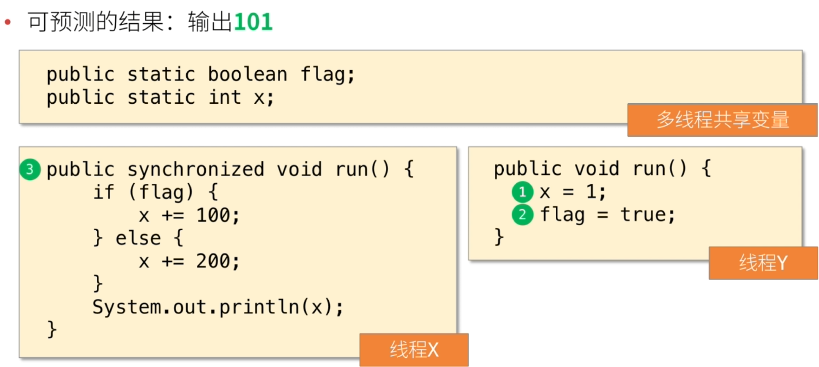 • 可预测的结果：输出101
public static boolean flag;
public static int x;
多线程共享变量
3 public synchronized void run() {
if (flag) {
x += 100;
} else {
x += 200;
}
System.out.println(x);
}
线程X
public void run() {
1 x = 1;
2 flag = true;
}
线程Y